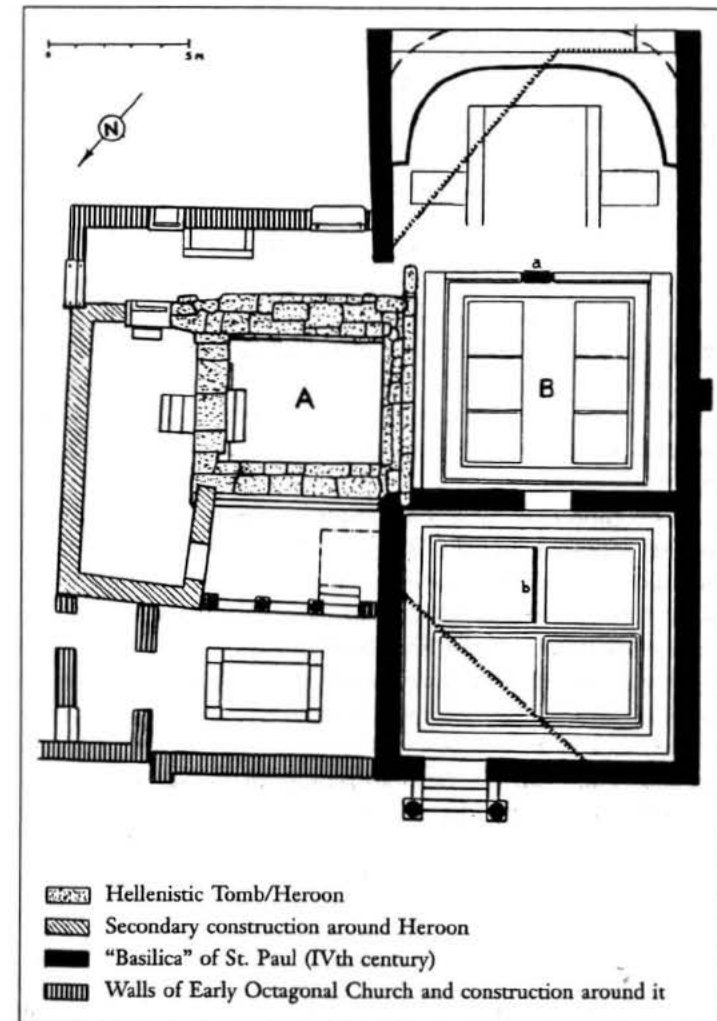 0 5 M
N
a
A
B
b
Hellenistic Tomb/Heroon
Secondary construction around Heroon
"Basilica" of St. Paul (IVth century)
Walls of Early Octagonal Church and construction around it